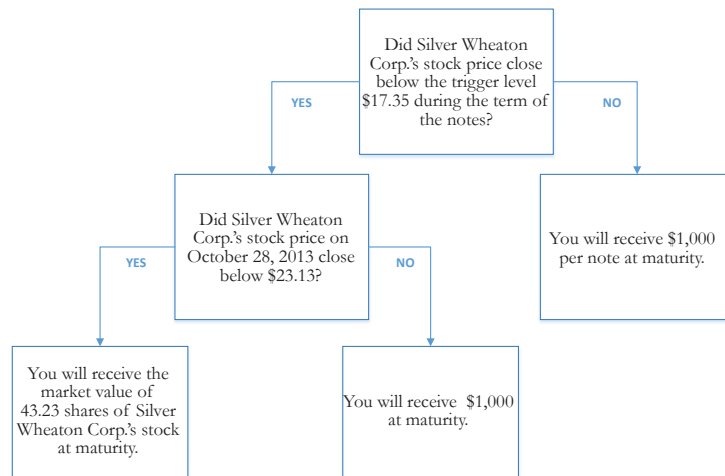 Did Silver Wheaton
Corp.'s stock price close
below the trigger level
$17.35 during the term of
the notes?
YES
NO
Did Silver Wheaton
Corp.'s stock price on
October 28, 2013 close
below $23.13?
You will receive $1,000
per note at maturity.
YES
NO
You will receive the
market value of
43.23 shares of Silver
Wheaton Corp.'s stock
at maturity.
You will receive $1,000
at maturity.